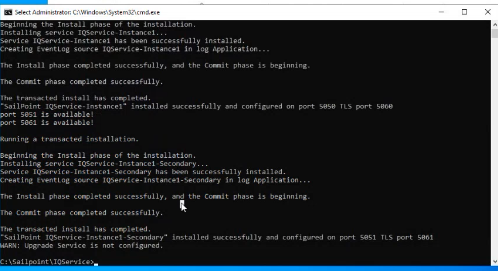 Select Administrator: C:\Windows\System32\cmd.exe
Beginning the Install phase of the installation.
Installing service IQService-Instance1...
Service IQService-Instance1 has been successfully installed.
Creating EventLog source IQService-Instance1 in log Application...
The Install phase completed successfully, and the Commit phase is beginning.
The Commit phase completed successfully.
The transacted install has completed.
"SailPoint IQService-Instance1" installed successfully and configured on port 5050 TLS port 5060
port 5051 is available!
port 5061 is available!
Running a transacted installation.
Beginning the Install phase of the installation.
Installing service IQService-Instance1-Secondary...
Service IQService-Instance1-Secondary has been successfully installed.
Creating EventLog source IQService-Instance1-Secondary in log Application...
The Install phase completed successfully, and the Commit phase is beginning.
The Commit phase completed successfully.
The transacted install has completed.
"SailPoint IQService-Instance1-Secondary" installed successfully and configured on port 5051 TLS port 5061
WARN: Upgrade Service is not configured.
C:\Sailpoint\IQService>